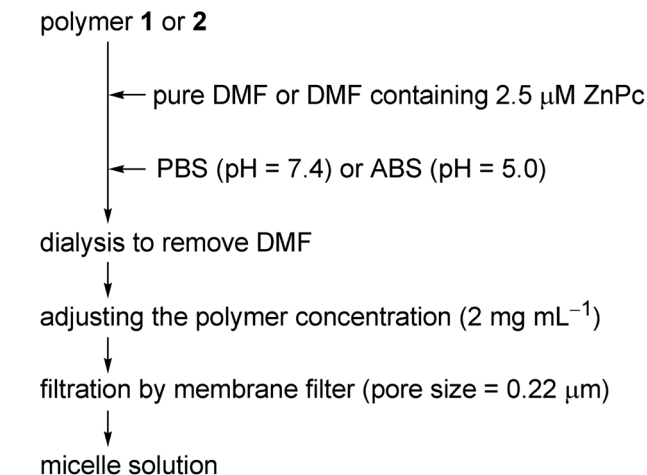 polymer 1 or 2
pure DMF or DMF containing 2.5 μM ZnPc
PBS (pH = 7.4) or ABS (pH = 5.0)
dialysis to remove DMF
adjusting the polymer concentration (2 mg mL⁻¹)
filtration by membrane filter (pore size = 0.22 μm)
micelle solution